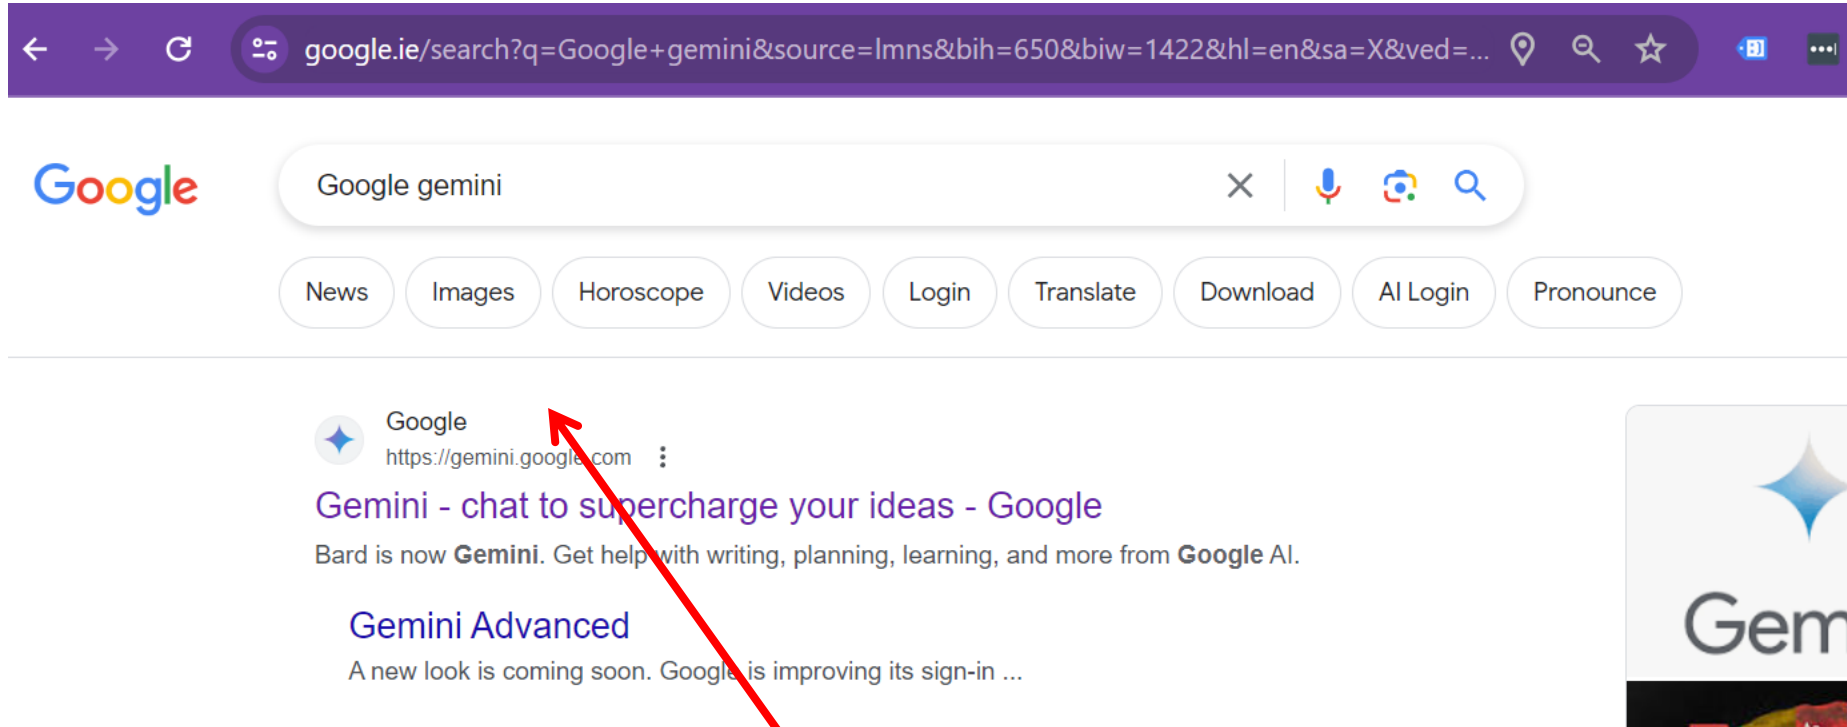 google.ie/search?q=Google+gemini&source=lmns&bih=650&biw=1422&hl=en&sa=X&ved=...
Google
Google gemini
News Images Horoscope Videos Login Translate Download AI Login Pronounce
Google
https://gemini.google.com
Gemini - chat to supercharge your ideas - Google
Bard is now Gemini. Get help with writing, planning, learning, and more from Google AI.
Gemini Advanced
A new look is coming soon. Google is improving its sign-in ...
Gem